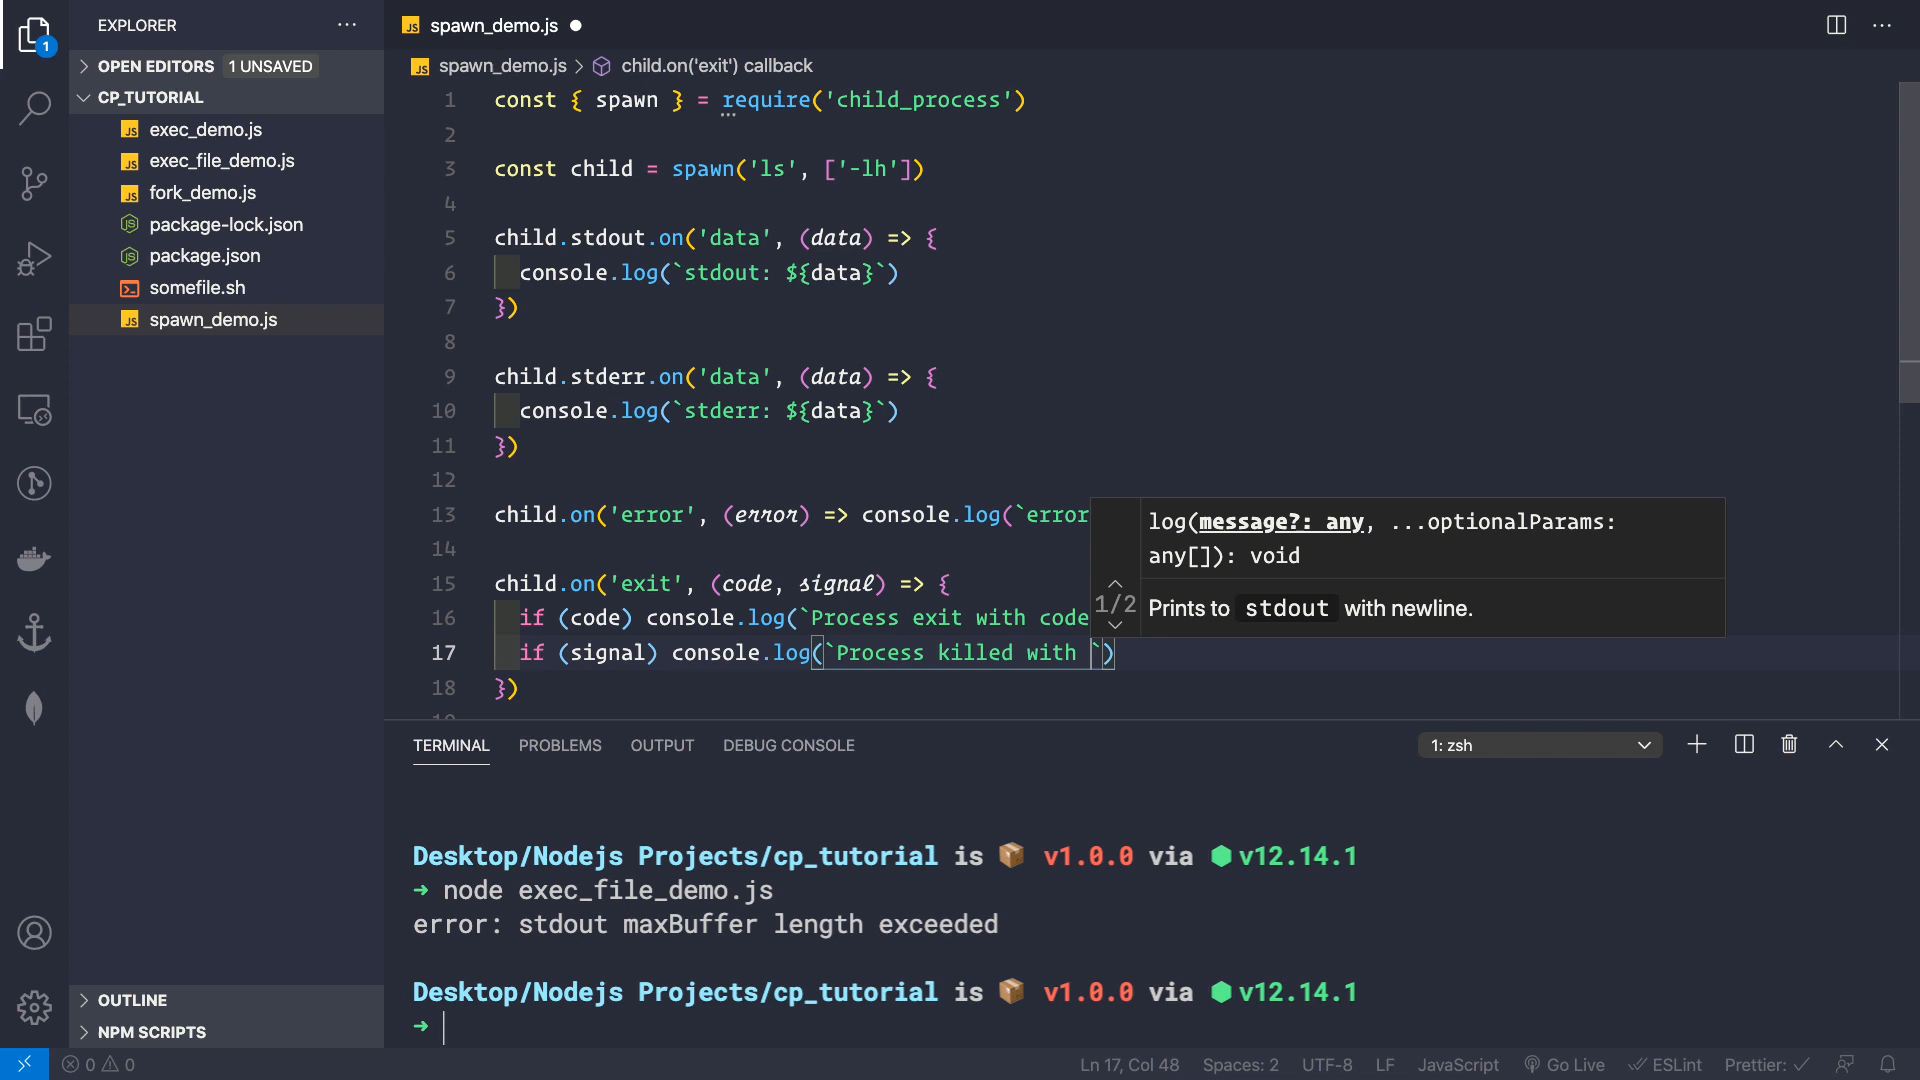 EXPLORER
OPEN EDITORS 1 UNSAVED
CP_TUTORIAL
exec_demo.js
exec_file_demo.js
fork_demo.js
package-lock.json
package.json
somefile.sh
spawn_demo.js
OUTLINE
NPM SCRIPTS
1
JS spawn_demo.js
JS spawn_demo.js > child.on('exit') callback
1 const { spawn } = require('child_process')
2
3 const child = spawn('ls', ['-lh'])
4
5 child.stdout.on('data', (data) => {
6 console.log(`stdout: ${data}`)
7 })
8
9 child.stderr.on('data', (data) => {
10 console.log(`stderr: ${data}`)
11 })
12
13 child.on('error', (error) => console.log(`error
14
15 child.on('exit', (code, signal) => {
16 if (code) console.log(`Process exit with code
17 if (signal) console.log(`Process killed with `)
18 })
log(message?: any, ...optionalParams:
any[]): void
1/2
Prints to stdout with newline.
TERMINAL PROBLEMS OUTPUT DEBUG CONSOLE 1: zsh
Desktop/Nodejs Projects/cp_tutorial is 📦 v1.0.0 via ⬢v12.14.1
➜ node exec_file_demo.js
error: stdout maxBuffer length exceeded
Desktop/Nodejs Projects/cp_tutorial is 📦 v1.0.0 via ⬢v12.14.1
➜
0 0 Ln 17, Col 48 Spaces: 2 UTF-8 LF JavaScript Go Live ESLint Prettier: ✓